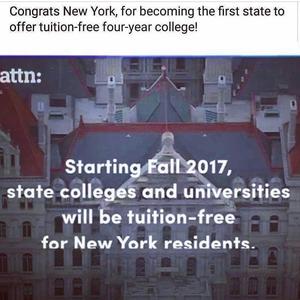 Congrats New York, for becoming the first state to
offer tuition-free four-year college!
attn:
Starting Fall 2017,
state colleges and universities
will be tuition-free
for New York residents.